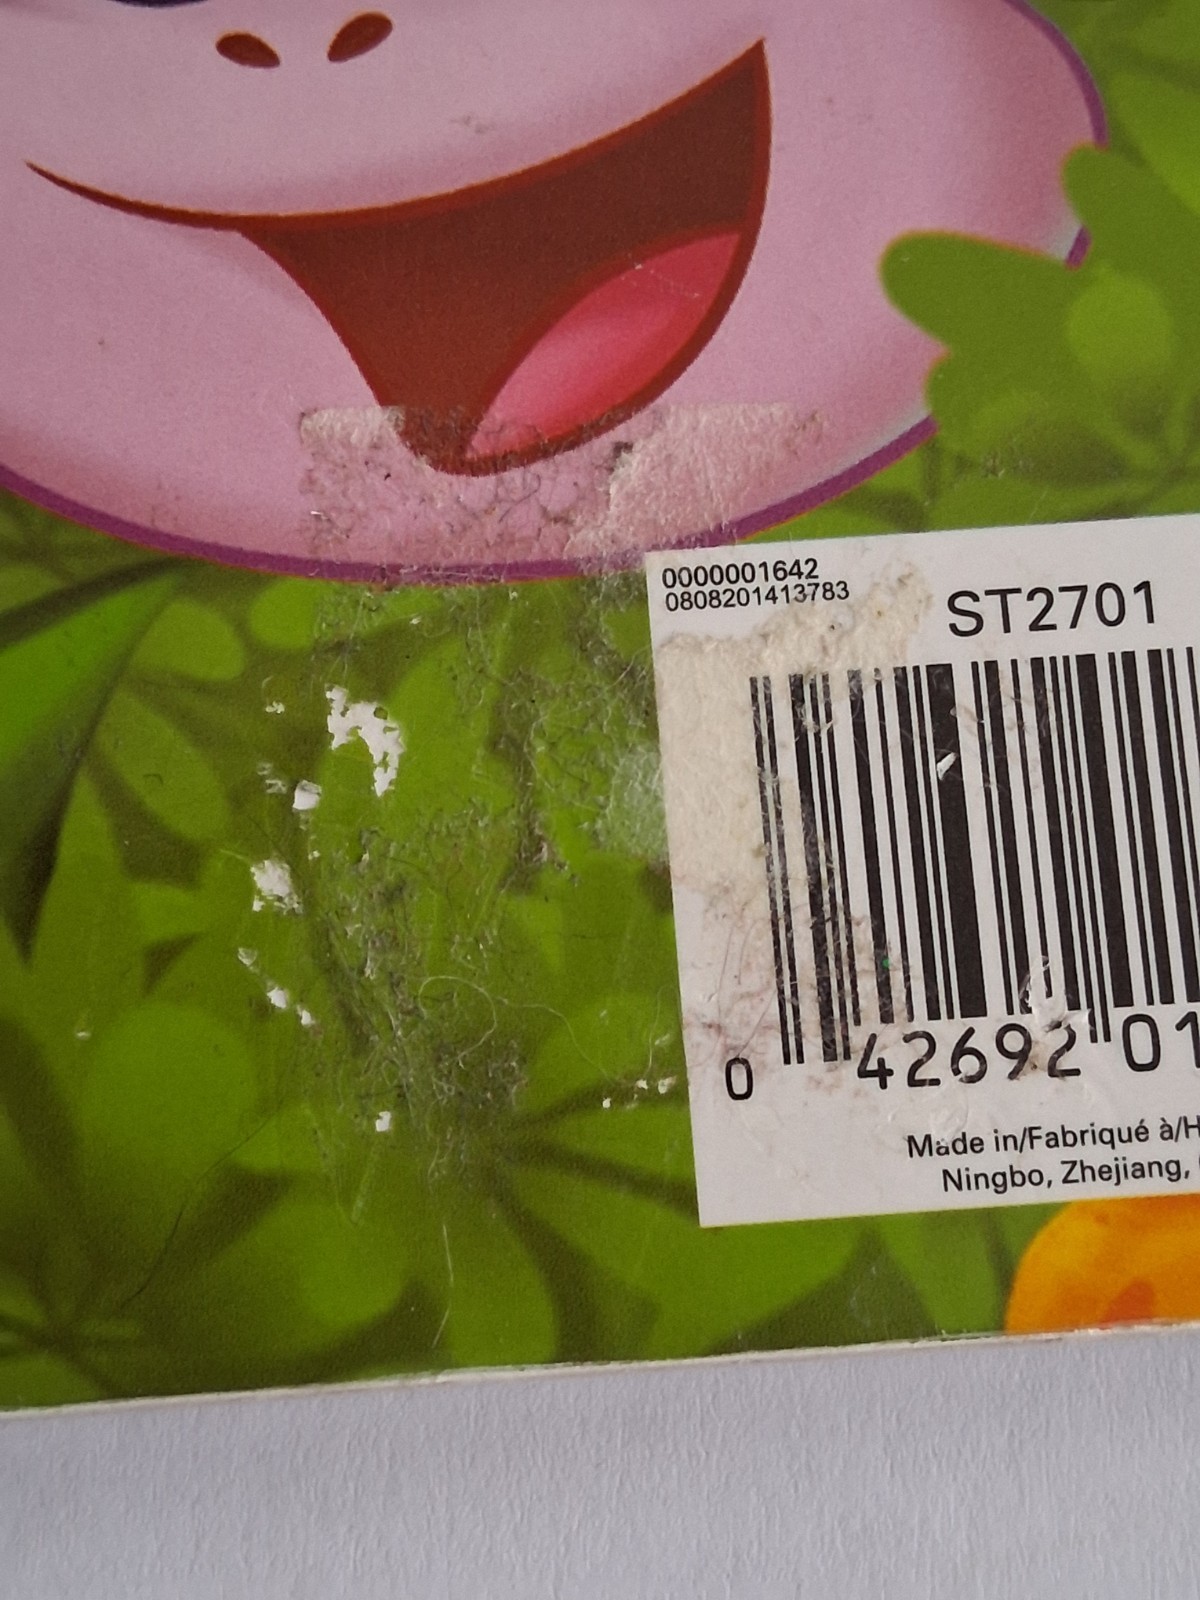 0000001642
0808201413783
ST2701
0 42692 01
Made in/Fabriqué à/H
Ningbo, Zhejiang,